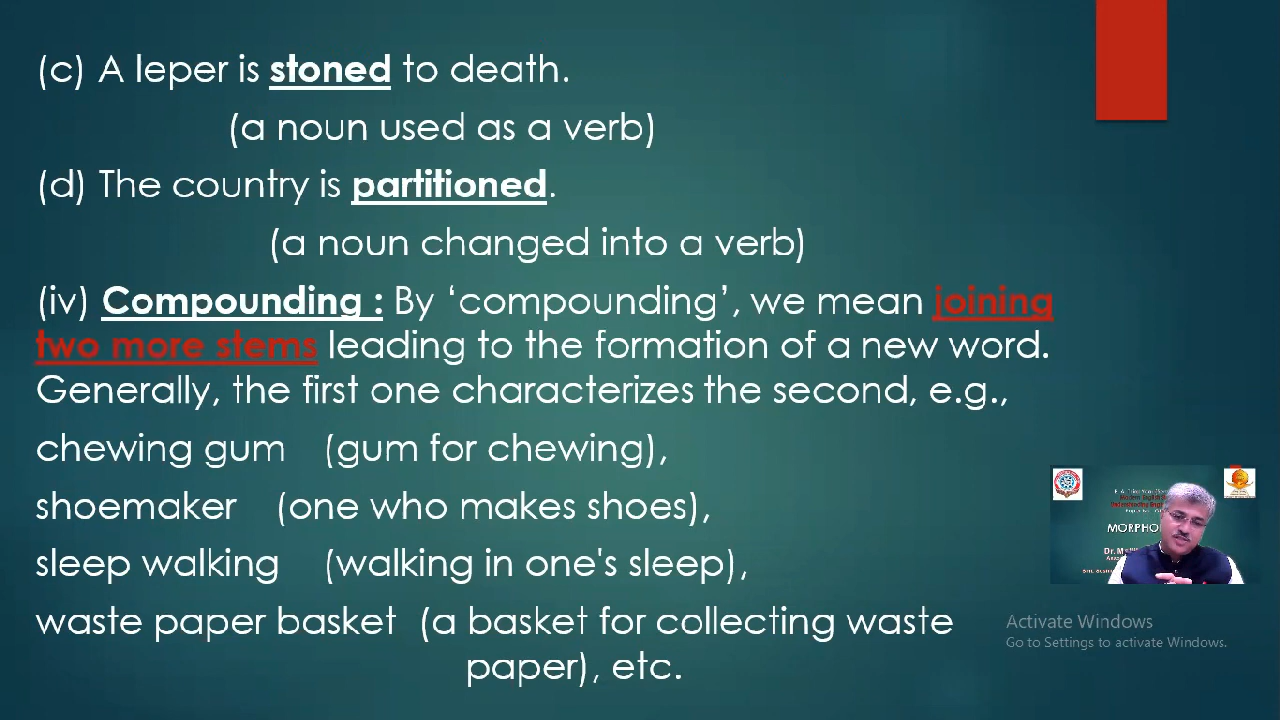 (c) A leper is stoned to death.
(a noun used as a verb)
(d) The country is partitioned.
(a noun changed into a verb)
(iv) Compounding : By ‘compounding’, we mean joining
two more stems leading to the formation of a new word.
Generally, the first one characterizes the second, e.g.,
chewing gum (gum for chewing),
shoemaker (one who makes shoes),
sleep walking (walking in one's sleep),
waste paper basket (a basket for collecting waste
paper), etc.
Activate Windows
Go to Settings to activate Windows.